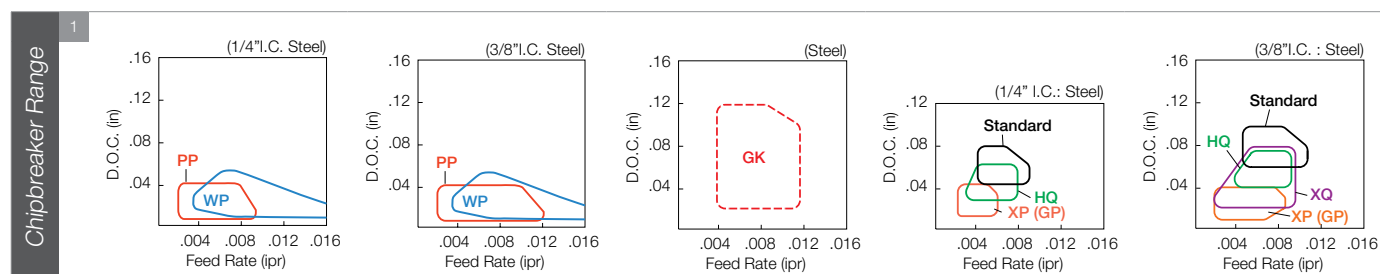 Chipbreaker Range
1
(1/4"I.C. Steel)
.16
.12
.08
.04
D.O.C. (in)
PP
WP
.004 .008 .012 .016
Feed Rate (ipr)
(3/8"I.C. Steel)
.16
.12
.08
.04
D.O.C. (in)
PP
WP
.004 .008 .012 .016
Feed Rate (ipr)
(Steel)
.16
.12
.08
.04
D.O.C. (in)
GK
.004 .008 .012 .016
Feed Rate (ipr)
(1/4" I.C.: Steel)
.12
.08
.04
D.O.C. (in)
Standard
HQ
XP (GP)
.004 .008 .012 .016
Feed Rate (ipr)
(3/8"I.C. : Steel)
.16
.12
.08
.04
D.O.C. (in)
Standard
HQ
XQ
XP (GP)
.004 .008 .012 .016
Feed Rate (ipr)